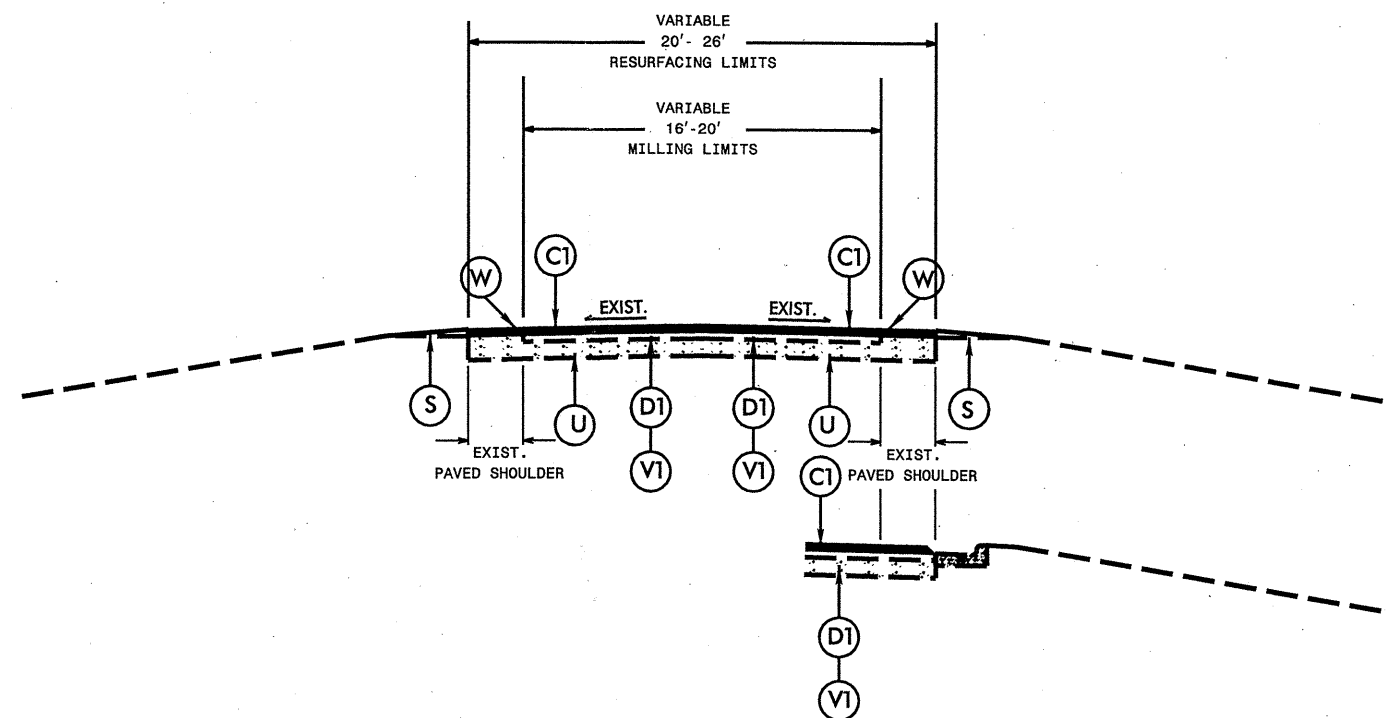 VARIABLE
20'- 26'
RESURFACING LIMITS
VARIABLE
16'-20'
MILLING LIMITS
W
C1
C1
W
EXIST.
EXIST.
S
U
D1
D1
U
S
V1
V1
EXIST.
PAVED SHOULDER
EXIST.
PAVED SHOULDER
C1
D1
V1